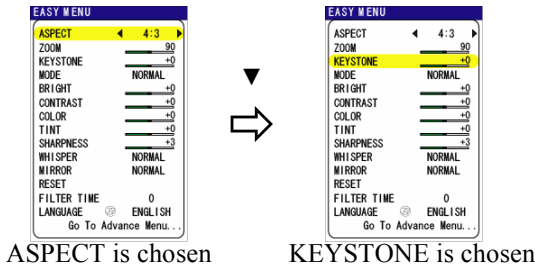 EASY MENU
ASPECT ◀ 4:3 ▶
ZOOM 90
KEYSTONE +0
MODE NORMAL
BRIGHT +0
CONTRAST +0
COLOR +0
TINT +0
SHARPNESS +3
WHISPER NORMAL
MIRROR NORMAL
RESET
FILTER TIME 0
LANGUAGE ENGLISH
Go To Advance Menu...
ASPECT is chosen
▼
EASY MENU
ASPECT ◀ 4:3 ▶
ZOOM 90
KEYSTONE +0
MODE NORMAL
BRIGHT +0
CONTRAST +0
COLOR +0
TINT +0
SHARPNESS +3
WHISPER NORMAL
MIRROR NORMAL
RESET
FILTER TIME 0
LANGUAGE ENGLISH
Go To Advance Menu...
KEYSTONE is chosen